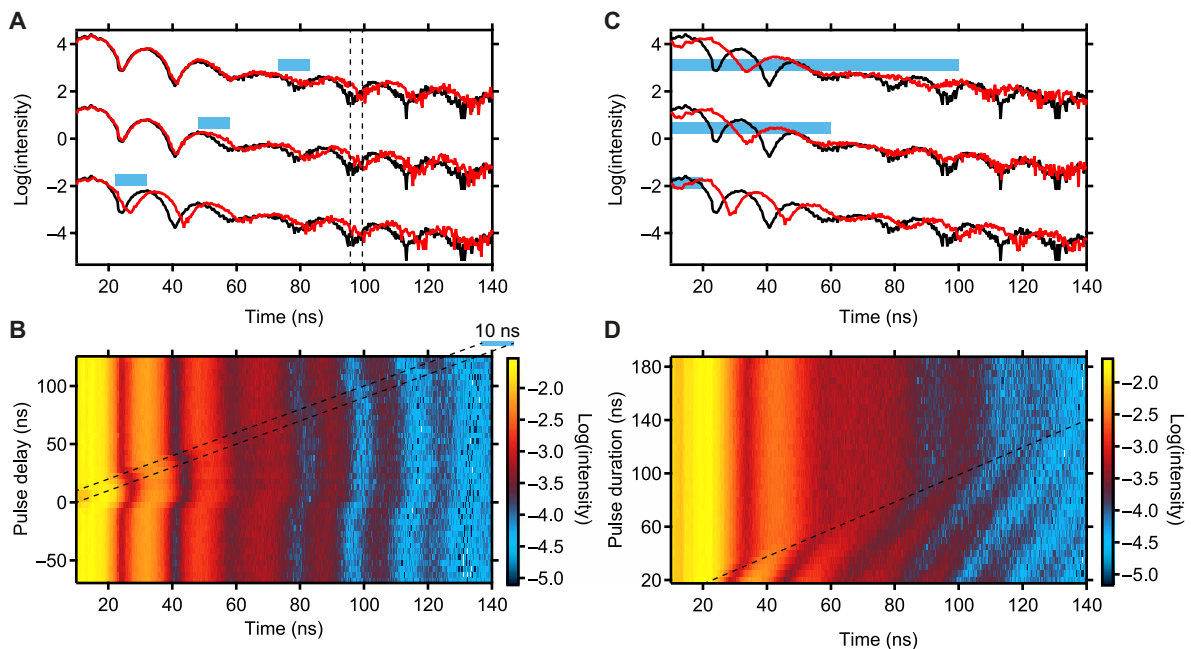 A
Log(intensity)
4
2
0
−2
−4
20 40 60 80 100 120 140
Time (ns)
C
Log(intensity)
4
2
0
−2
−4
20 40 60 80 100 120 140
Time (ns)
B
10 ns
Pulse delay (ns)
100
50
0
−50
20 40 60 80 100 120 140
Time (ns)
−2.0
−2.5
−3.0
−3.5
−4.0
−4.5
−5.0
Log(intensity)
D
Pulse duration (ns)
180
140
100
60
20
20 40 60 80 100 120 140
Time (ns)
−2.0
−2.5
−3.0
−3.5
−4.0
−4.5
−5.0
Log(intensity)